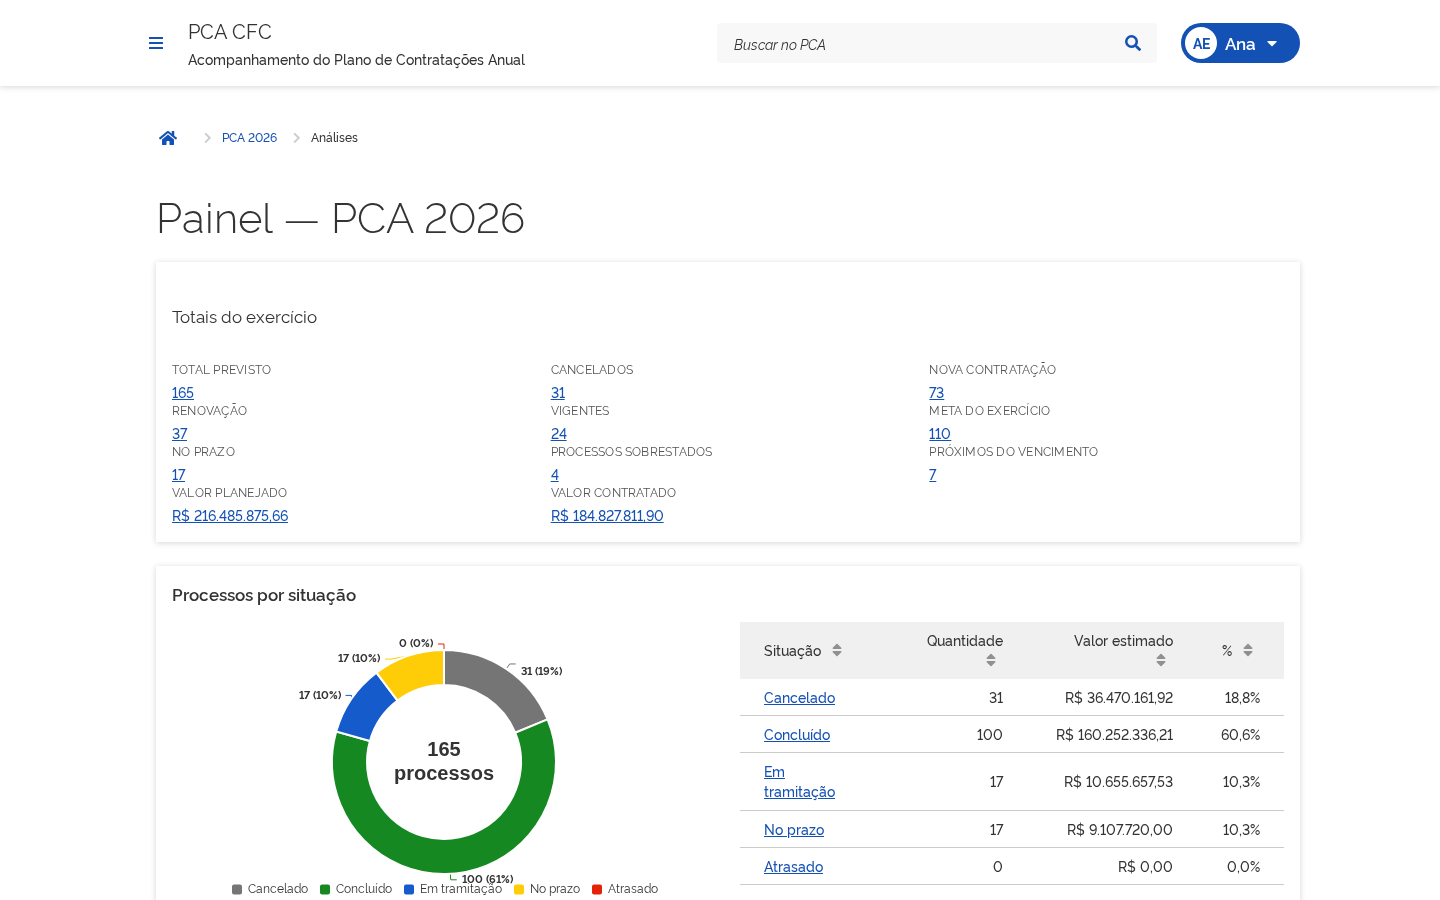 PCA CFC
Acompanhamento do Plano de Contratações Anual
Buscar no PCA
AE
Ana
PCA 2026
Análises
Painel — PCA 2026
Totais do exercício
TOTAL PREVISTO
165
CANCELADOS
31
NOVA CONTRATAÇÃO
73
RENOVAÇÃO
37
VIGENTES
24
META DO EXERCÍCIO
110
NO PRAZO
17
PROCESSOS SOBRESTADOS
4
PRÓXIMOS DO VENCIMENTO
7
VALOR PLANEJADO
R$ 216.485.875,66
VALOR CONTRATADO
R$ 184.827.811,90
Processos por situação
0 (0%)
17 (10%)
31 (19%)
17 (10%)
165
processos
100 (61%)
Cancelado
Concluído
Em tramitação
No prazo
Atrasado
Situação Quantidade Valor estimado %
Cancelado 31 R$ 36.470.161,92 18,8%
Concluído 100 R$ 160.252.336,21 60,6%
Em
tramitação 17 R$ 10.655.657,53 10,3%
No prazo 17 R$ 9.107.720,00 10,3%
Atrasado 0 R$ 0,00 0,0%